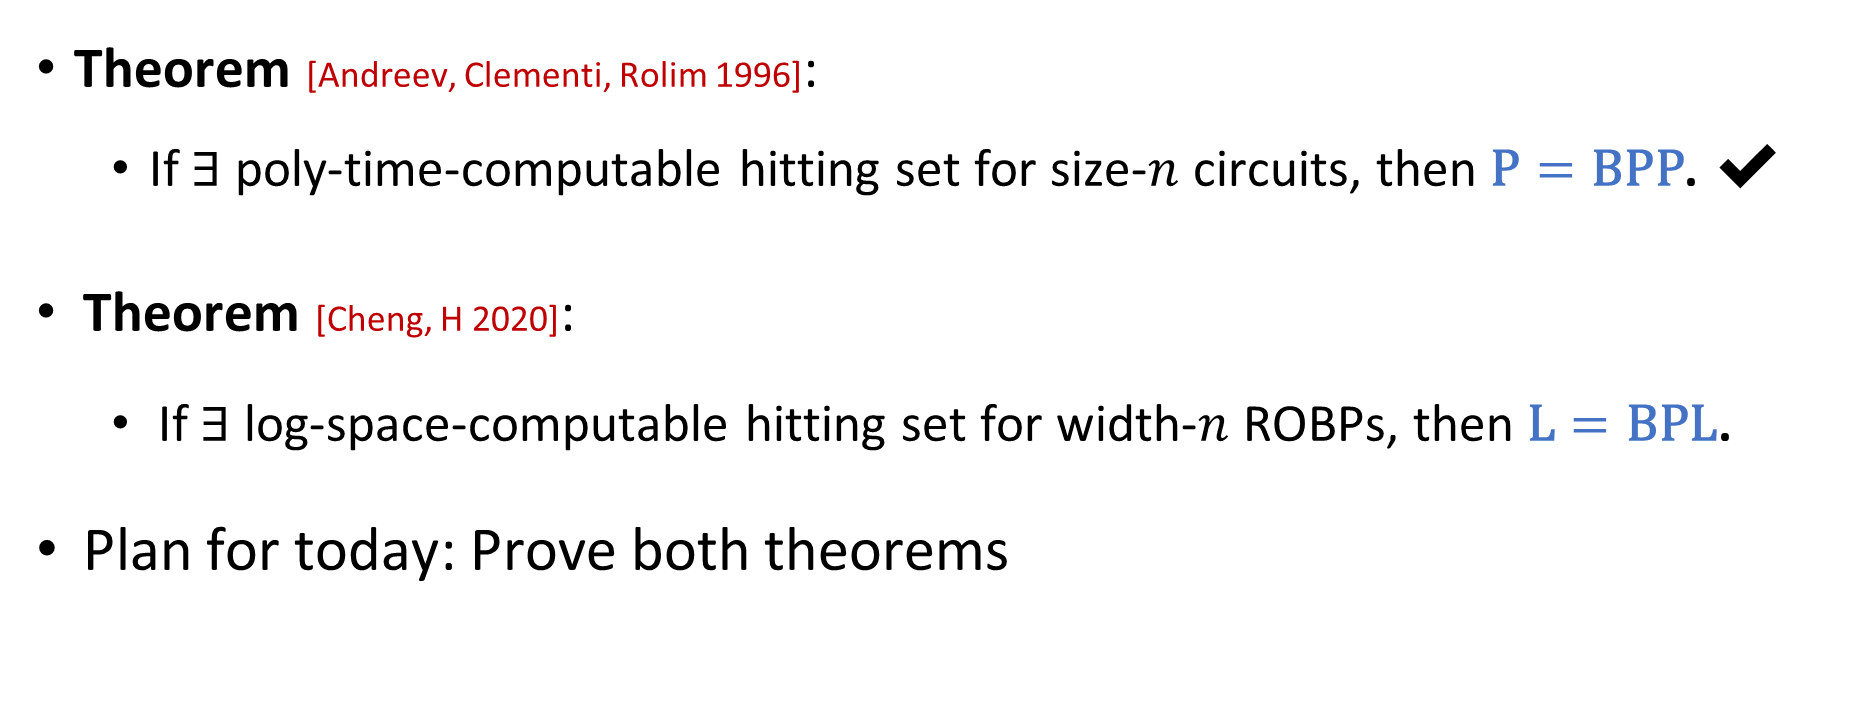 • Theorem [Andreev, Clementi, Rolim 1996]:
• If ∃ poly-time-computable hitting set for size-n circuits, then P = BPP. ✔
• Theorem [Cheng, H 2020]:
• If ∃ log-space-computable hitting set for width-n ROBPs, then L = BPL.
• Plan for today: Prove both theorems